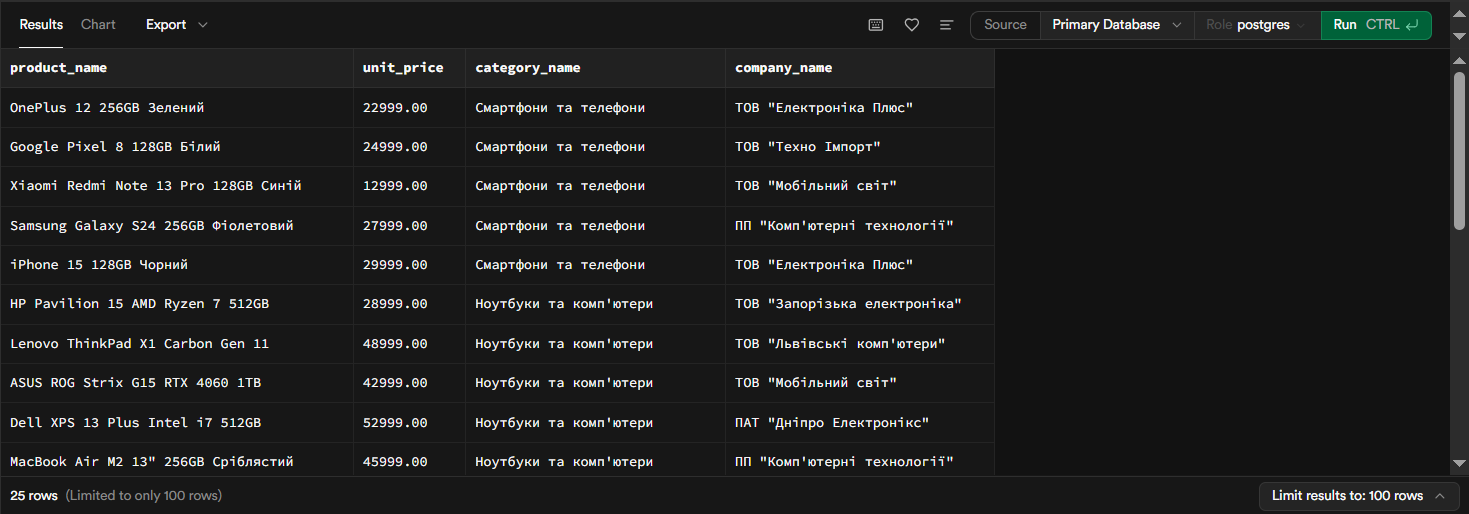 Results Chart Export Source Primary Database Role postgres Run CTRL
product_name unit_price category_name company_name
OnePlus 12 256GB Зелений 22999.00 Смартфони та телефони ТОВ "Електроніка Плюс"
Google Pixel 8 128GB Білий 24999.00 Смартфони та телефони ТОВ "Техно Імпорт"
Xiaomi Redmi Note 13 Pro 128GB Синій 12999.00 Смартфони та телефони ТОВ "Мобільний світ"
Samsung Galaxy S24 256GB Фіолетовий 27999.00 Смартфони та телефони ПП "Комп'ютерні технології"
iPhone 15 128GB Чорний 29999.00 Смартфони та телефони ТОВ "Електроніка Плюс"
HP Pavilion 15 AMD Ryzen 7 512GB 28999.00 Ноутбуки та комп'ютери ТОВ "Запорізька електроніка"
Lenovo ThinkPad X1 Carbon Gen 11 48999.00 Ноутбуки та комп'ютери ТОВ "Львівські комп'ютери"
ASUS ROG Strix G15 RTX 4060 1TB 42999.00 Ноутбуки та комп'ютери ТОВ "Мобільний світ"
Dell XPS 13 Plus Intel i7 512GB 52999.00 Ноутбуки та комп'ютери ПАТ "Дніпро Електронікс"
MacBook Air M2 13" 256GB Сріблястий 45999.00 Ноутбуки та комп'ютери ПП "Комп'ютерні технології"
25 rows (Limited to only 100 rows) Limit results to: 100 rows